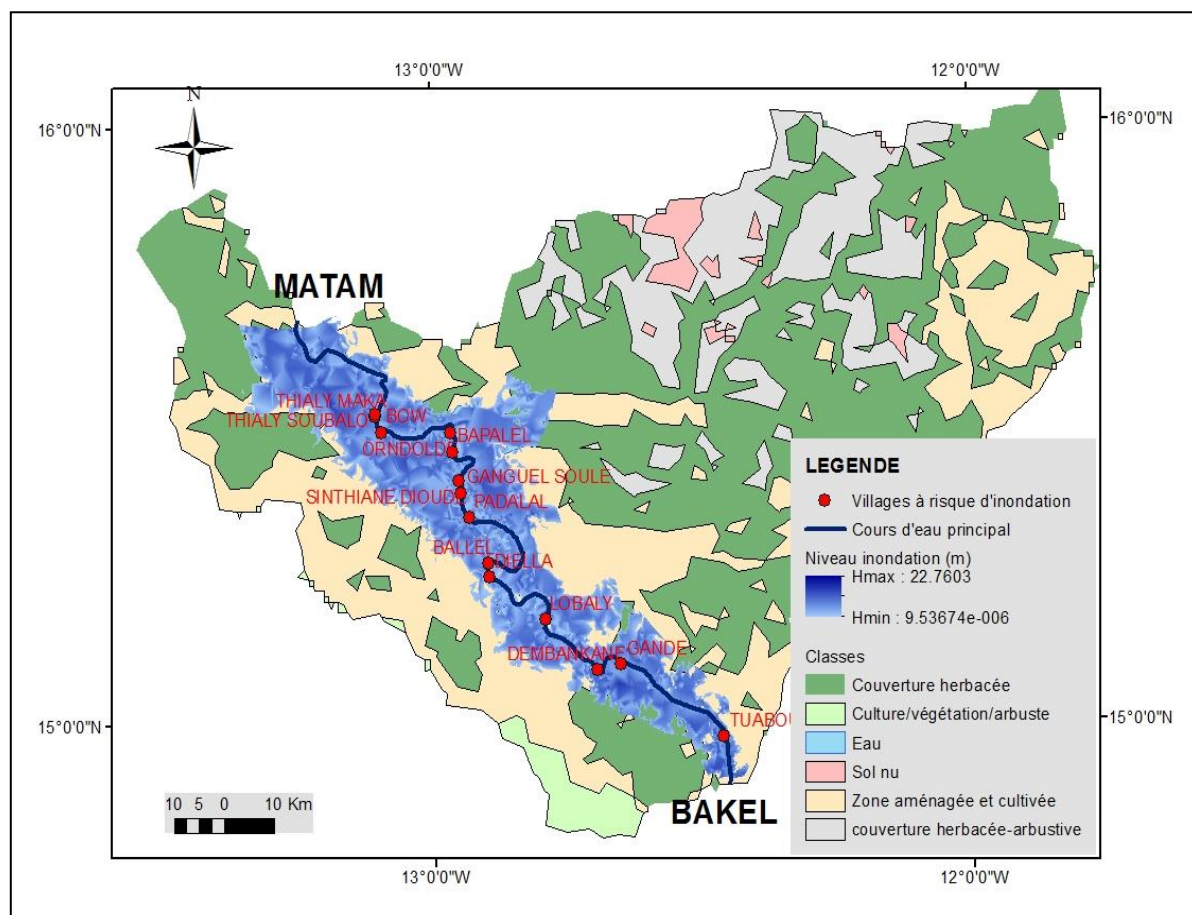 13°0'0"W
12°0'0"W
N
16°0'0"N
16°0'0"N
MATAM
THIALY MAKA
THIALY SOUBALO
BOW
ORNDOLDE
BAPALEL
GANGUEL SOULE
SINTHIANE DIOUDE
PADALAL
BALLEL
DIELLA
LOBALY
DEMBANKANE
GANDE
TUABOU
15°0'0"N
15°0'0"N
BAKEL
10 5 0 10 Km
LEGENDE
Villages à risque d'inondation
Cours d'eau principal
Niveau inondation (m)
Hmax : 22.7603
Hmin : 9.53674e-006
Classes
Couverture herbacée
Culture/végétation/arbuste
Eau
Sol nu
Zone aménagée et cultivée
couverture herbacée-arbustive
13°0'0"W
12°0'0"W